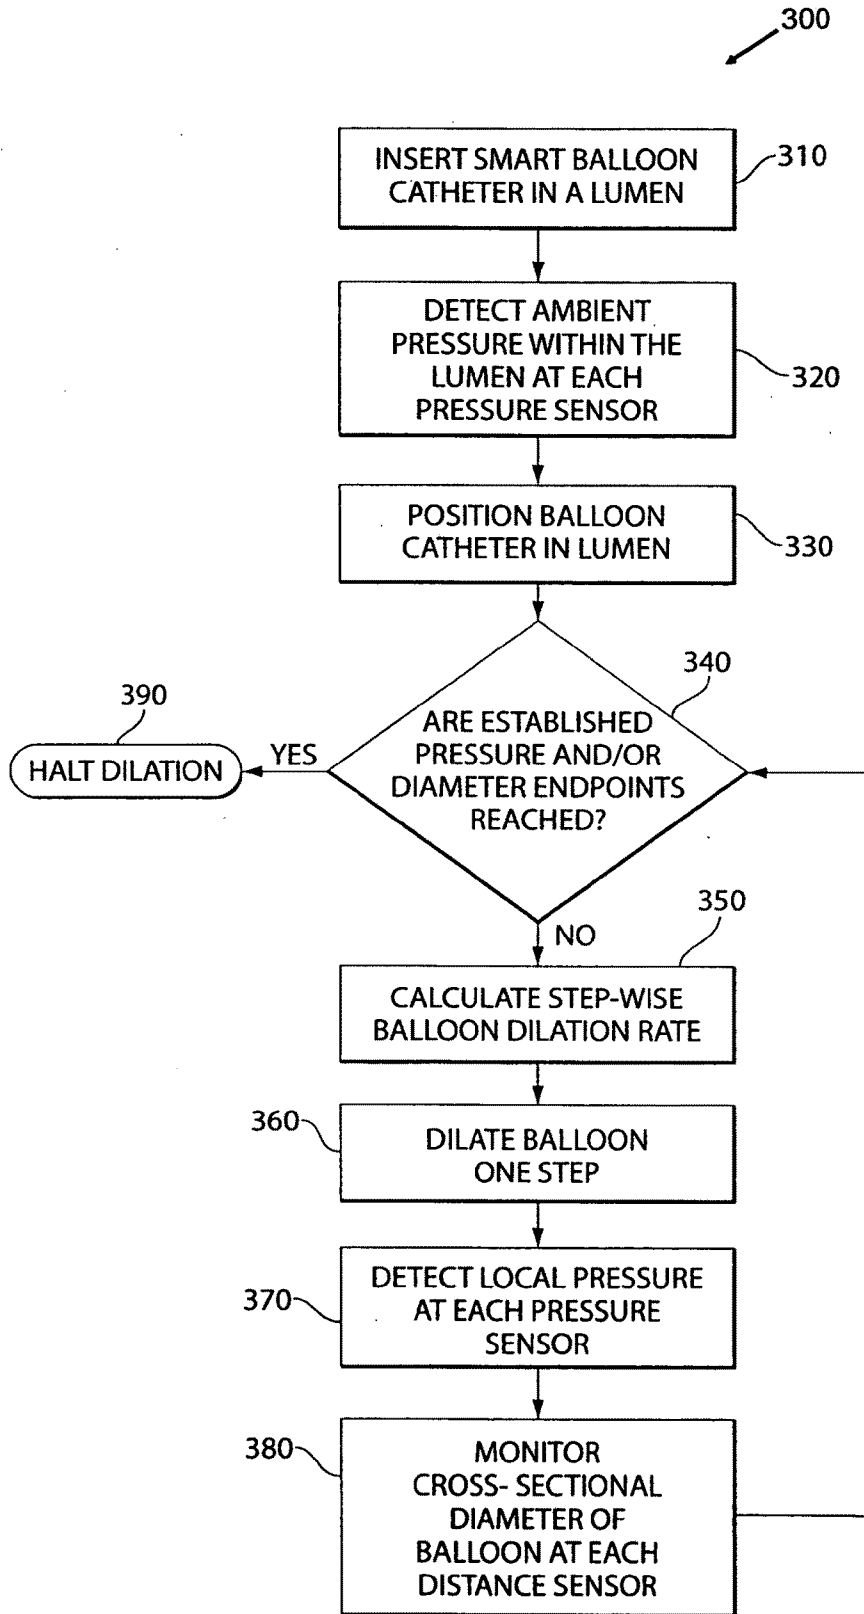 300
INSERT SMART BALLOON
CATHETER IN A LUMEN
310
DETECT AMBIENT
PRESSURE WITHIN THE
LUMEN AT EACH
PRESSURE SENSOR
320
POSITION BALLOON
CATHETER IN LUMEN
330
340
ARE ESTABLISHED
PRESSURE AND/OR
DIAMETER ENDPOINTS
REACHED?
390
HALT DILATION
YES
NO
350
CALCULATE STEP-WISE
BALLOON DILATION RATE
360
DILATE BALLOON
ONE STEP
370
DETECT LOCAL PRESSURE
AT EACH PRESSURE
SENSOR
380
MONITOR
CROSS- SECTIONAL
DIAMETER OF
BALLOON AT EACH
DISTANCE SENSOR